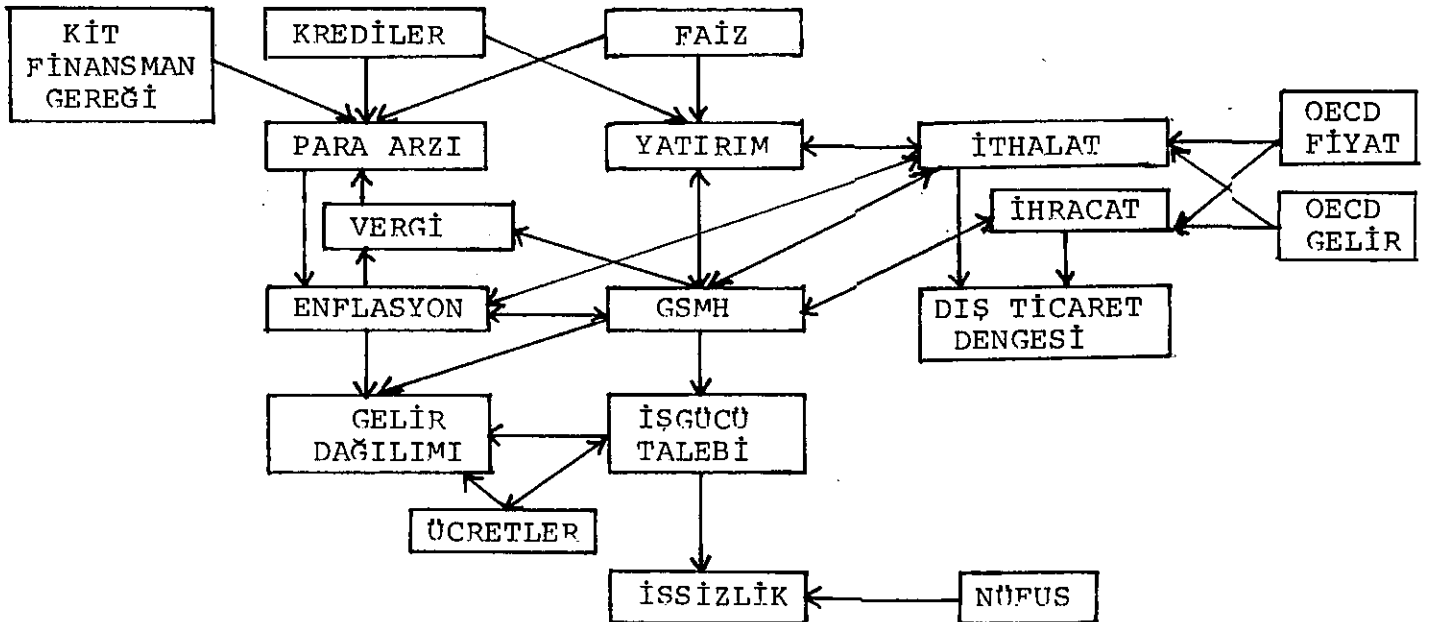 KİT
FİNANSMAN
GEREĞİ
KREDİLER
FAİZ
PARA ARZI
YATIRIM
İTHALAT
OECD
FİYAT
VERGİ
İHRACAT
OECD
GELİR
ENFLASYON
GSMH
DIŞ TİCARET
DENGESİ
GELİR
DAĞILIMI
İŞGÜCÜ
TALEBİ
ÜCRETLER
İŞSİZLİK
NÜFUS